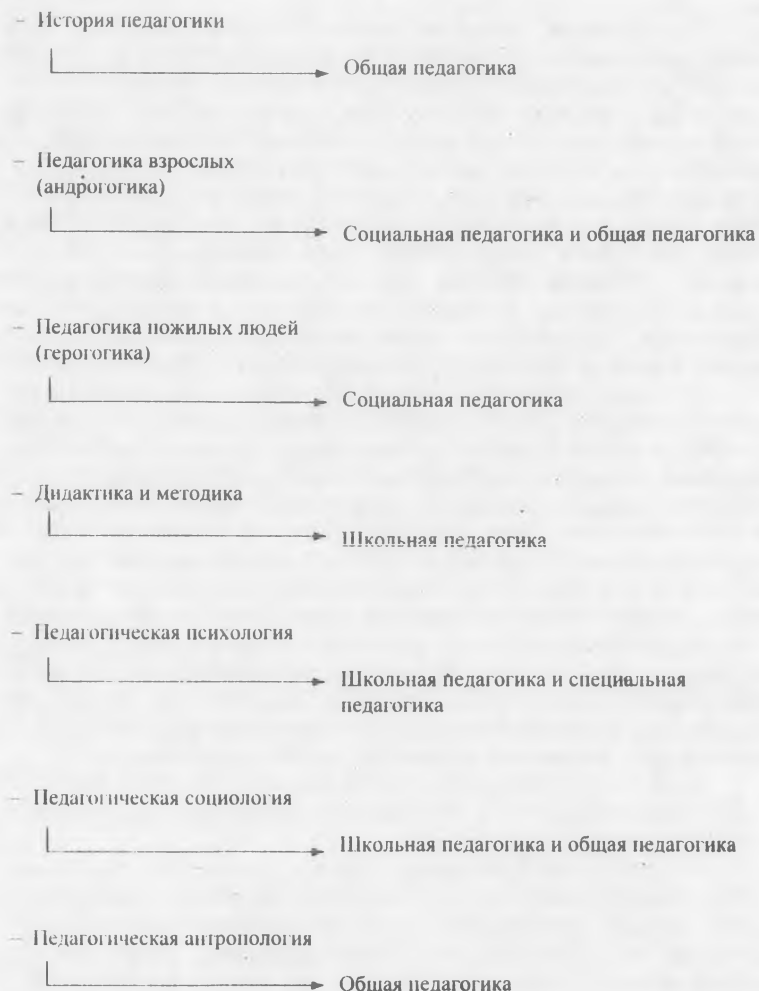 – История педагогики
Общая педагогика
– Педагогика взрослых
(андрогогика)
Социальная педагогика и общая педагогика
– Педагогика пожилых людей
(герогогика)
Социальная педагогика
– Дидактика и методика
Школьная педагогика
– Педагогическая психология
Школьная педагогика и специальная
педагогика
– Педагогическая социология
Школьная педагогика и общая педагогика
– Педагогическая антропология
Общая педагогика